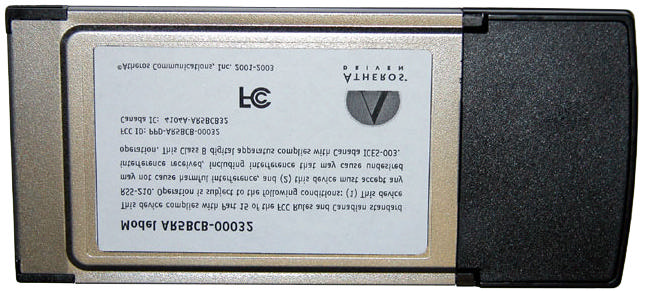 Model AR5BCB-00032
This device complies with Part 15 of the FCC Rules and Canadian standard
RSS-210. Operation is subject to the following conditions: (1) This device
may not cause harmful interference, and (2) this device must accept any
interference received, including interference that may cause undesired
operation. This Class B digital apparatus complies with Canada ICES-003.
FCC ID: PPD-AR5BCB-00032
Canada IC: 4104A-AR5BCB32
FC
ATHEROS
DRIVEN
©Atheros Communications, Inc. 2001-2003